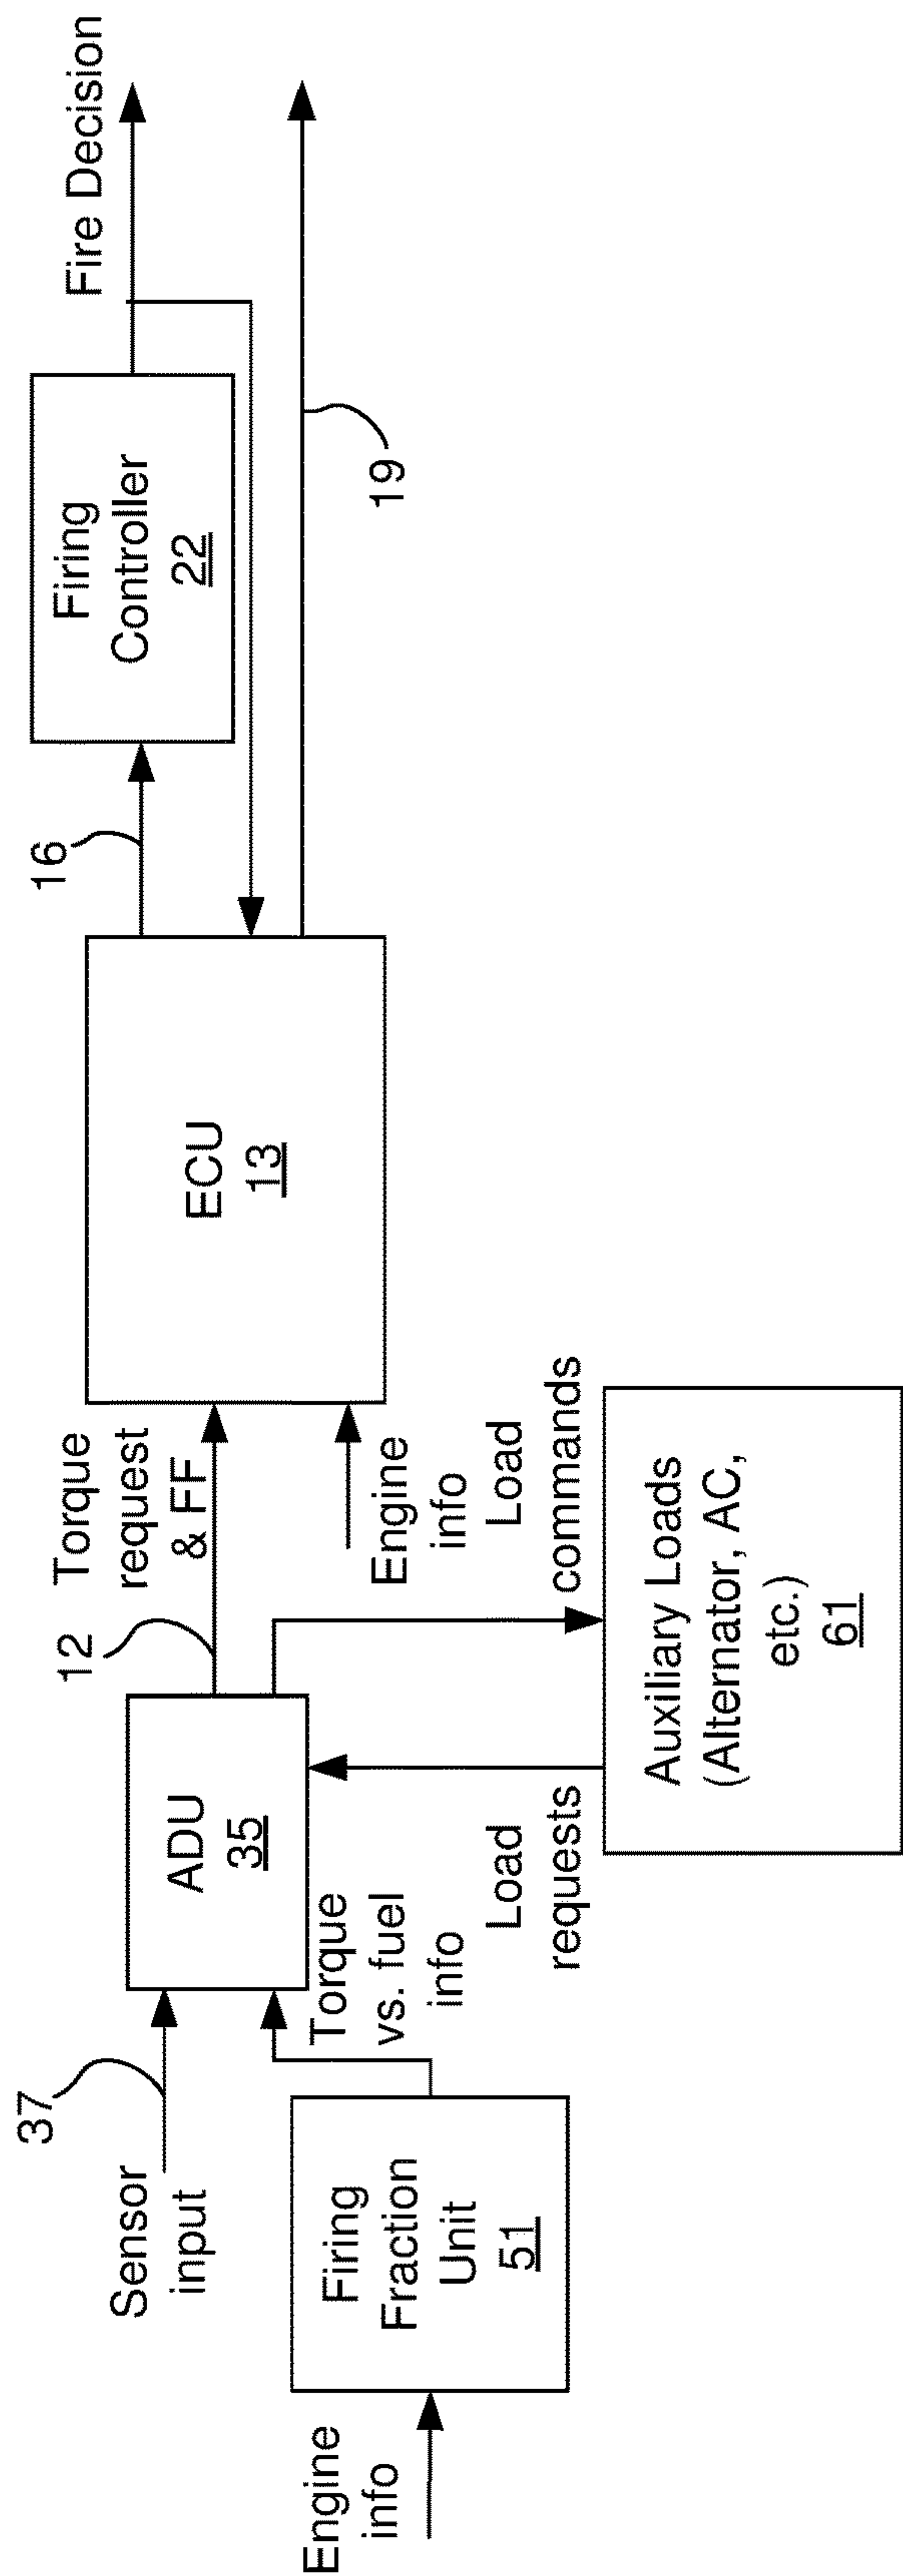 Engine
info
Firing
Fraction
Unit
51
Sensor
input
37
Torque
vs. fuel
info
ADU
35
Load
requests
Auxiliary Loads
(Alternator, AC,
etc.)
61
Load
commands
12
Torque
request
& FF
Engine
info
ECU
13
16
Firing
Controller
22
19
Fire Decision